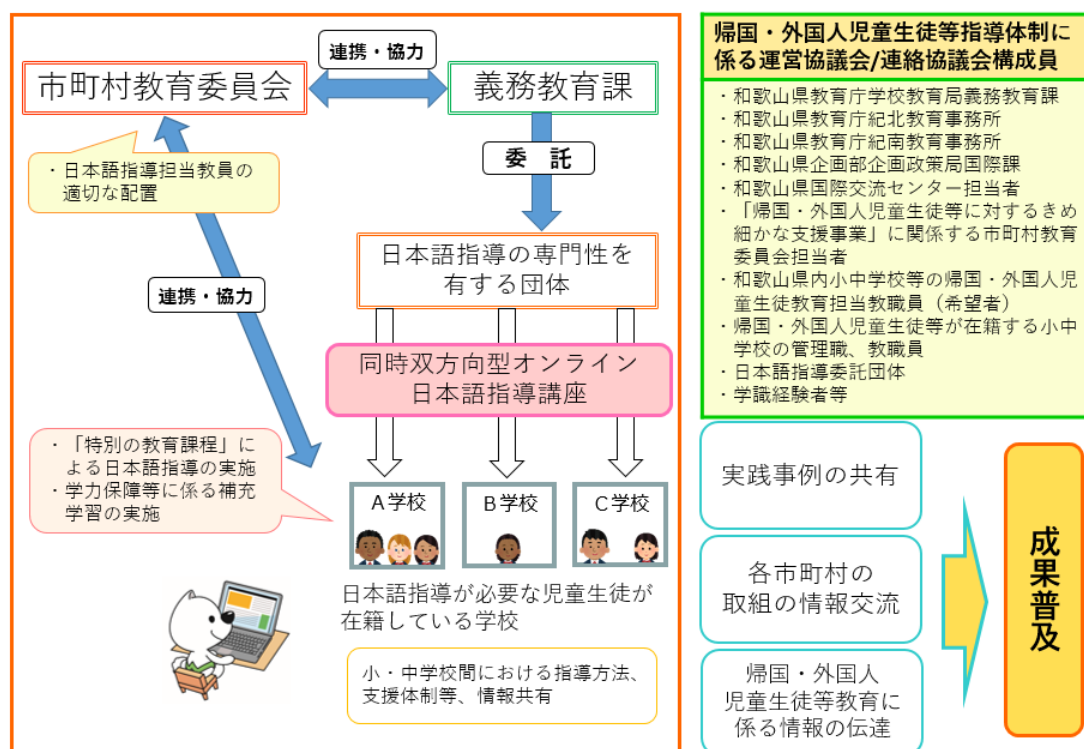 連携・協力
市町村教育委員会
義務教育課
委 託
・日本語指導担当教員の
適切な配置
日本語指導の専門性を
有する団体
連携・協力
同時双方向型オンライン
日本語指導講座
・「特別の教育課程」に
よる日本語指導の実施
・学力保障等に係る補充
学習の実施
A学校
B学校
C学校
日本語指導が必要な児童生徒が
在籍している学校
小・中学校間における指導方法、
支援体制等、情報共有
帰国・外国人児童生徒等指導体制に
係る運営協議会/連絡協議会構成員
・和歌山県教育庁学校教育局義務教育課
・和歌山県教育庁紀北教育事務所
・和歌山県教育庁紀南教育事務所
・和歌山県企画部企画政策局国際課
・和歌山県国際交流センター担当者
・「帰国・外国人児童生徒等に対するきめ
細かな支援事業」に関係する市町村教育
委員会担当者
・和歌山県内小中学校等の帰国・外国人児
童生徒教育担当教職員（希望者）
・帰国・外国人児童生徒等が在籍する小中
学校の管理職、教職員
・日本語指導委託団体
・学識経験者等
実践事例の共有
各市町村の
取組の情報交流
帰国・外国人
児童生徒等教育に
係る情報の伝達
成果普及